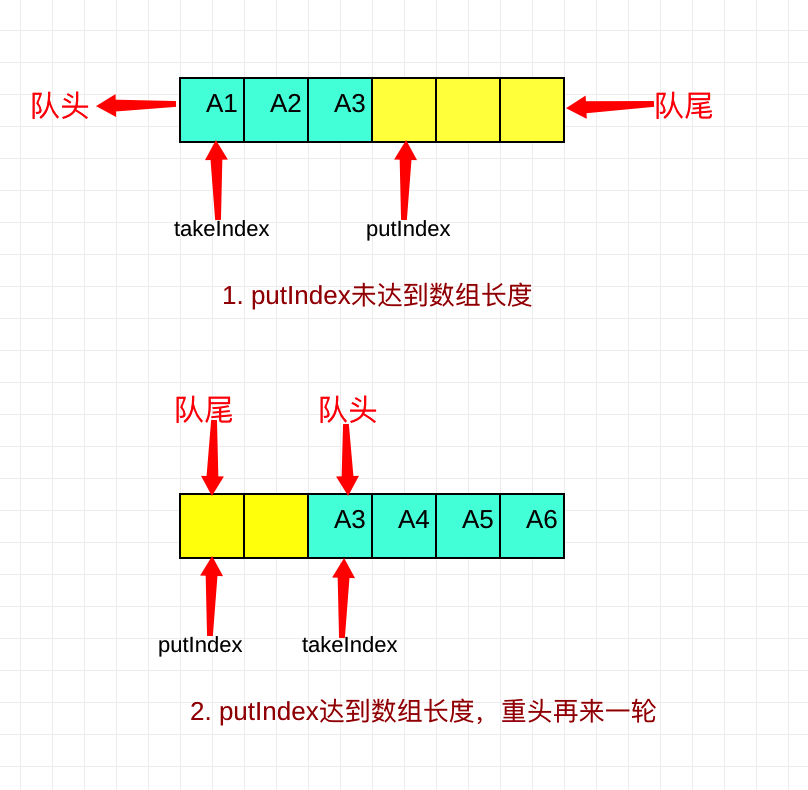 队头
A1 A2 A3
队尾
takeIndex putIndex
1. putIndex未达到数组长度
队尾 队头
A3 A4 A5 A6
putIndex takeIndex
2. putIndex达到数组长度，重头再来一轮